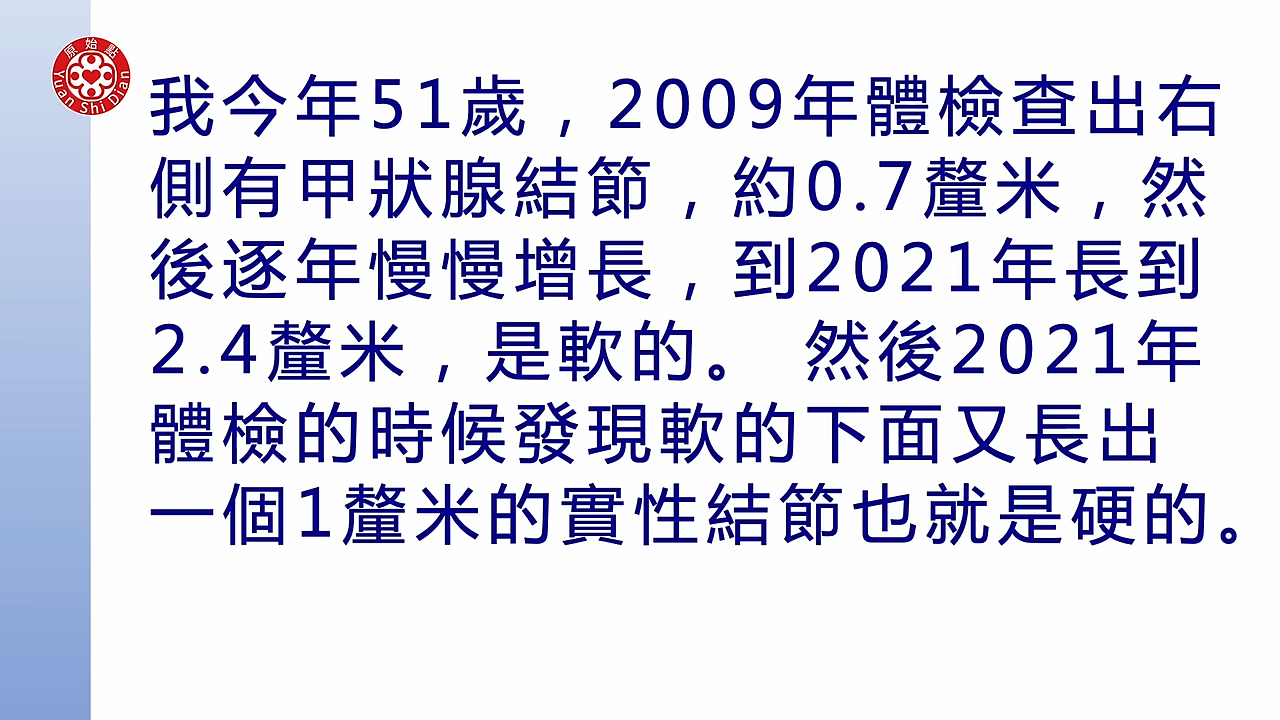 原始點
Yuan Shi Dian
我今年51歲，2009年體檢查出右
側有甲狀腺結節，約0.7釐米，然
後逐年慢慢增長，到2021年長到
2.4釐米，是軟的。 然後2021年
體檢的時候發現軟的下面又長出
一個1釐米的實性結節也就是硬的。